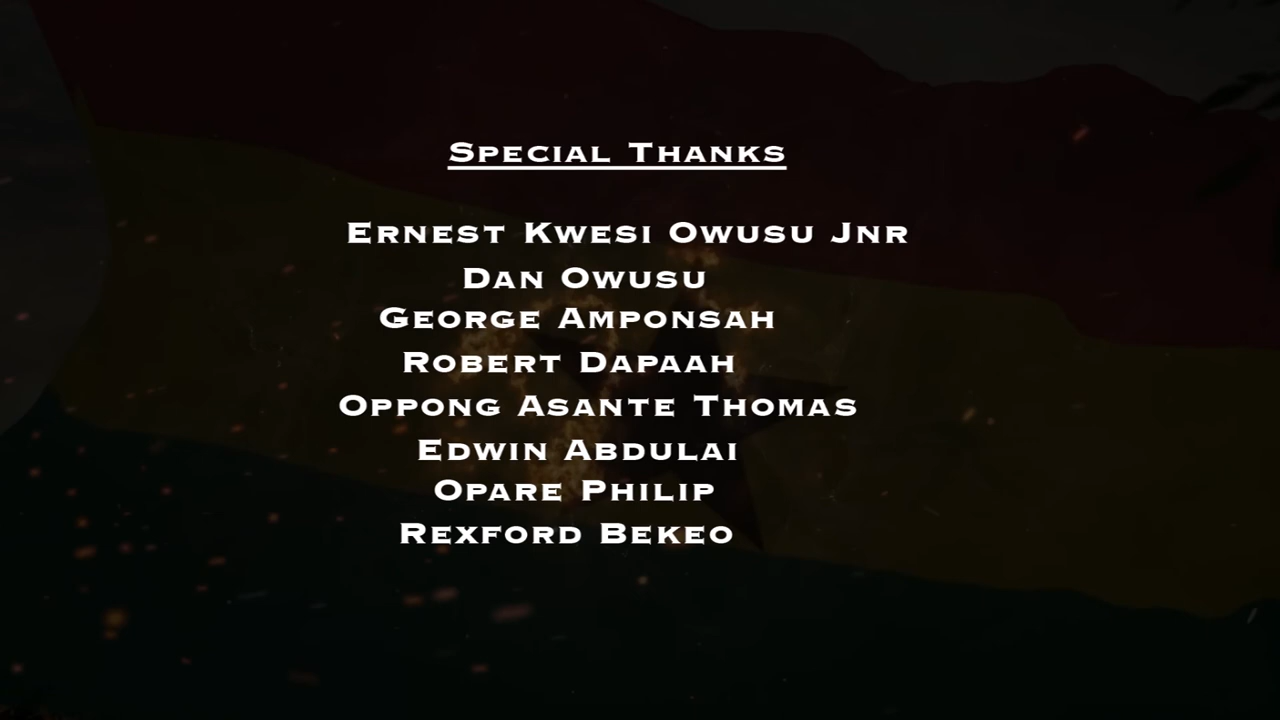 Special Thanks
Ernest Kwesi Owusu Jnr
Dan Owusu
George Amponsah
Robert Dapaah
Oppong Asante Thomas
Edwin Abdulai
Opare Philip
Rexford Bekeo